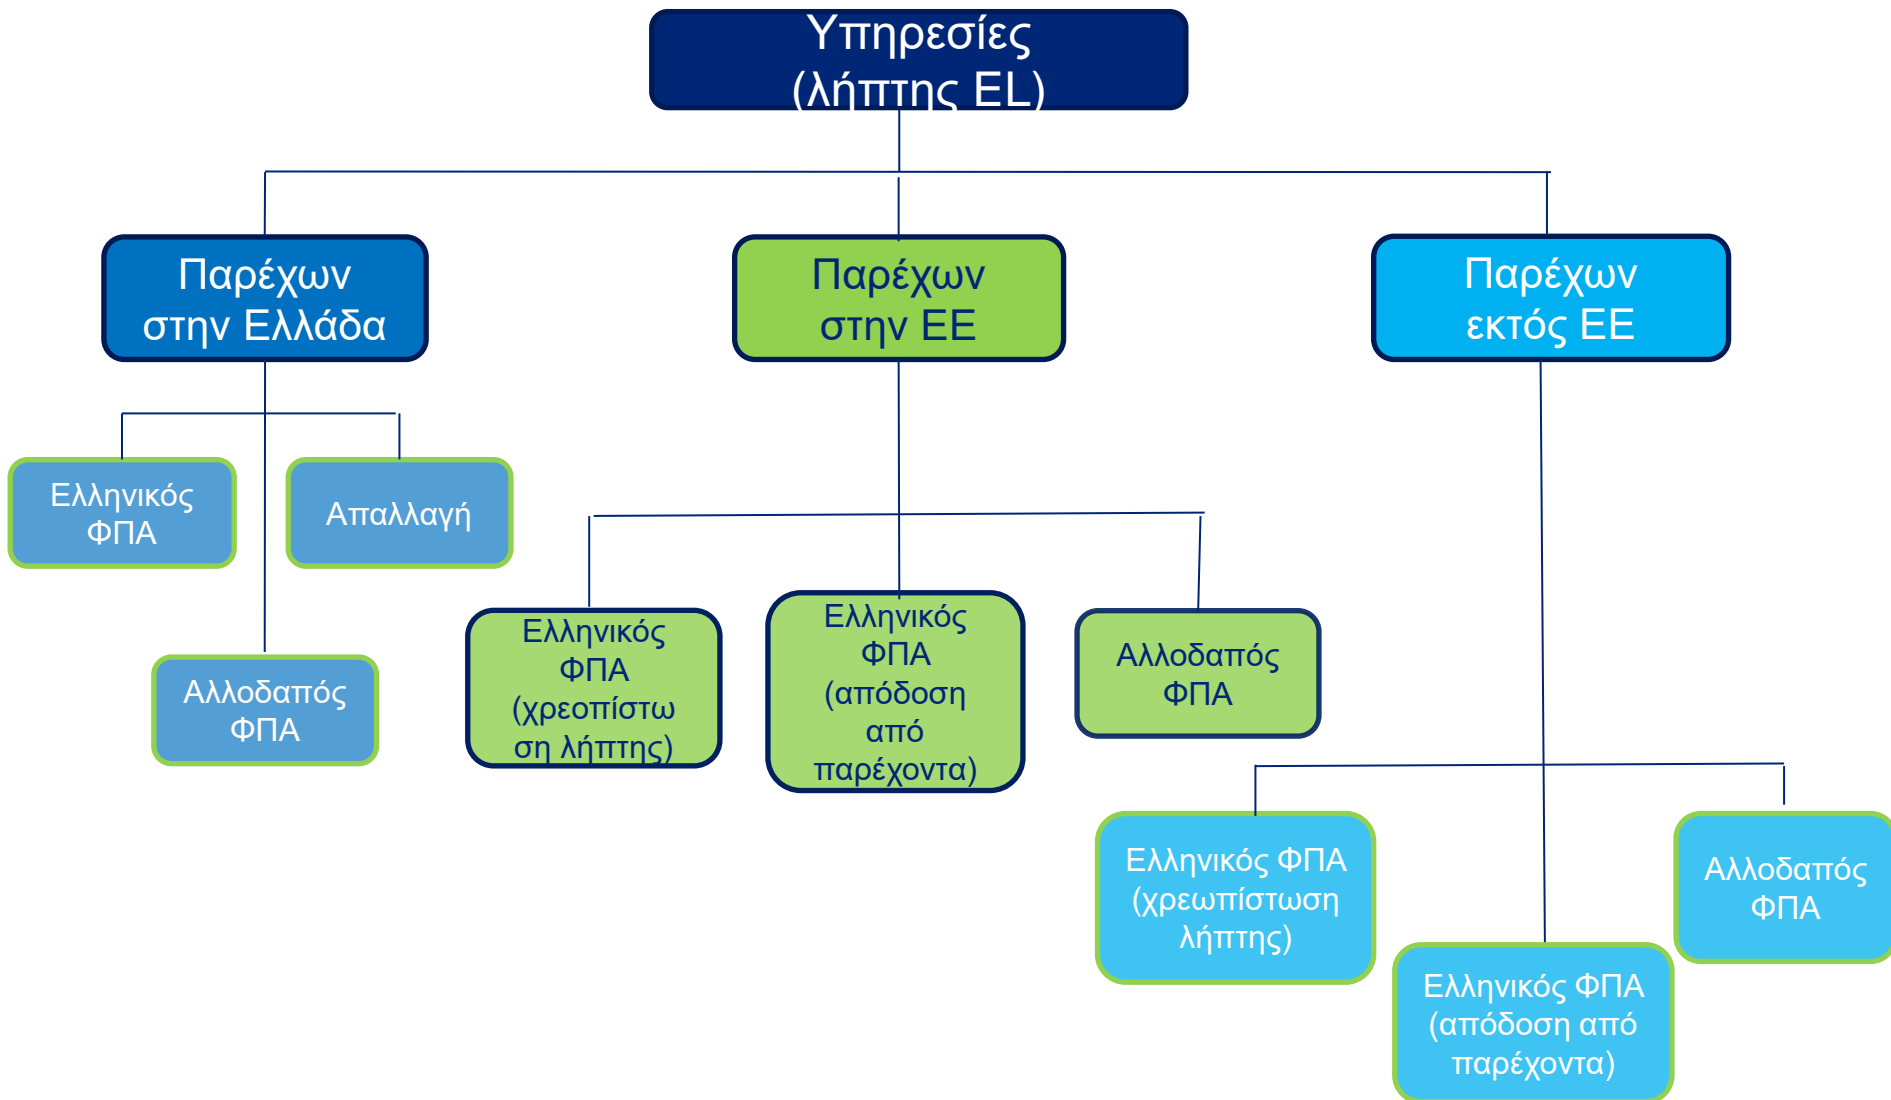 Υπηρεσίες
(λήπτης EL)
Παρέχων
στην Ελλάδα
Παρέχων
στην ΕΕ
Παρέχων
εκτός ΕΕ
Ελληνικός
ΦΠΑ
Απαλλαγή
Αλλοδαπός
ΦΠΑ
Ελληνικός
ΦΠΑ
(χρεοπίστω
ση λήπτης)
Ελληνικός
ΦΠΑ
(απόδοση
από
παρέχοντα)
Αλλοδαπός
ΦΠΑ
Ελληνικός ΦΠΑ
(χρεωπίστωση
λήπτης)
Ελληνικός ΦΠΑ
(απόδοση από
παρέχοντα)
Αλλοδαπός
ΦΠΑ